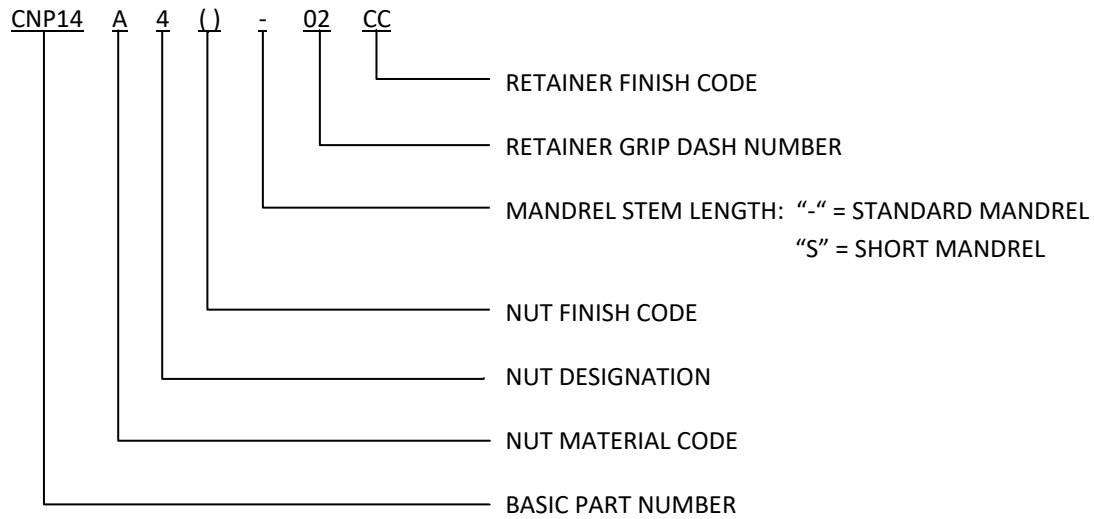 CNP14 A 4 ( ) - 02 CC
RETAINER FINISH CODE
RETAINER GRIP DASH NUMBER
MANDREL STEM LENGTH: “-“ = STANDARD MANDREL
“S” = SHORT MANDREL
NUT FINISH CODE
NUT DESIGNATION
NUT MATERIAL CODE
BASIC PART NUMBER